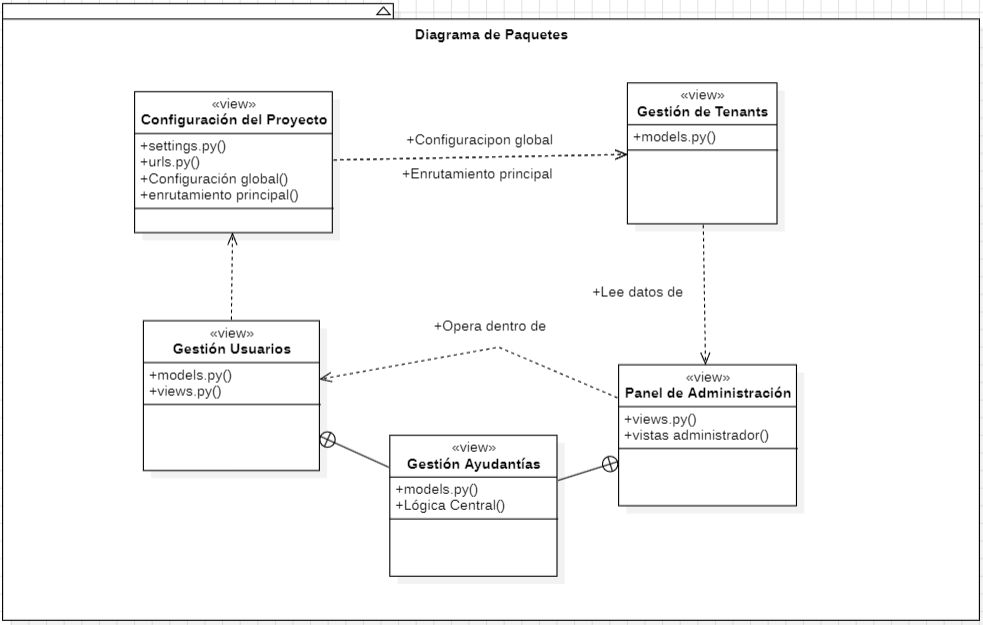 Diagrama de Paquetes
«view»
Configuración del Proyecto
+settings.py()
+urls.py()
+Configuración global()
+enrutamiento principal()
+Configuracipon global
+Enrutamiento principal
«view»
Gestión de Tenants
+models.py()
+Lee datos de
+Opera dentro de
«view»
Gestión Usuarios
+models.py()
+views.py()
«view»
Panel de Administración
+views.py()
+vistas administrador()
«view»
Gestión Ayudantías
+models.py()
+Lógica Central()